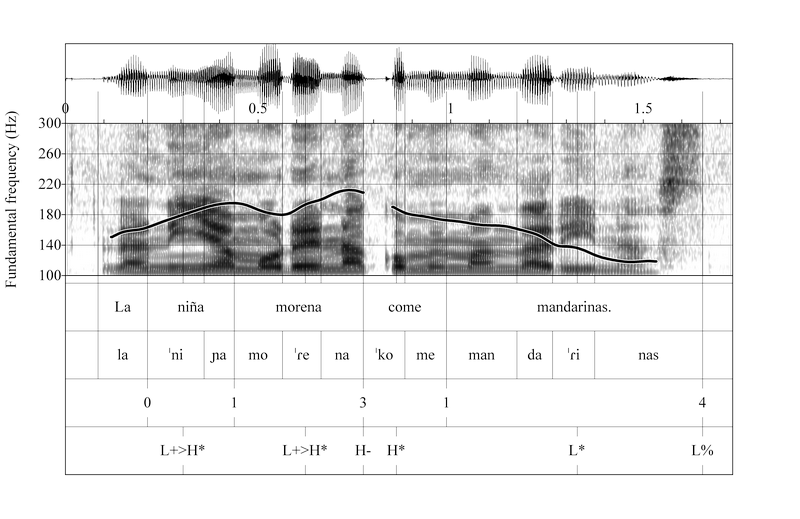 0 0.5 1 1.5
Fundamental frequency (Hz)
300
260
220
180
140
100
La niña morena come mandarinas.
la ˈni ɲa mo ˈɾe na ˈko me man da ˈɾi nas
0 1 3 1 4
L+>H* L+>H* H- H* L* L%